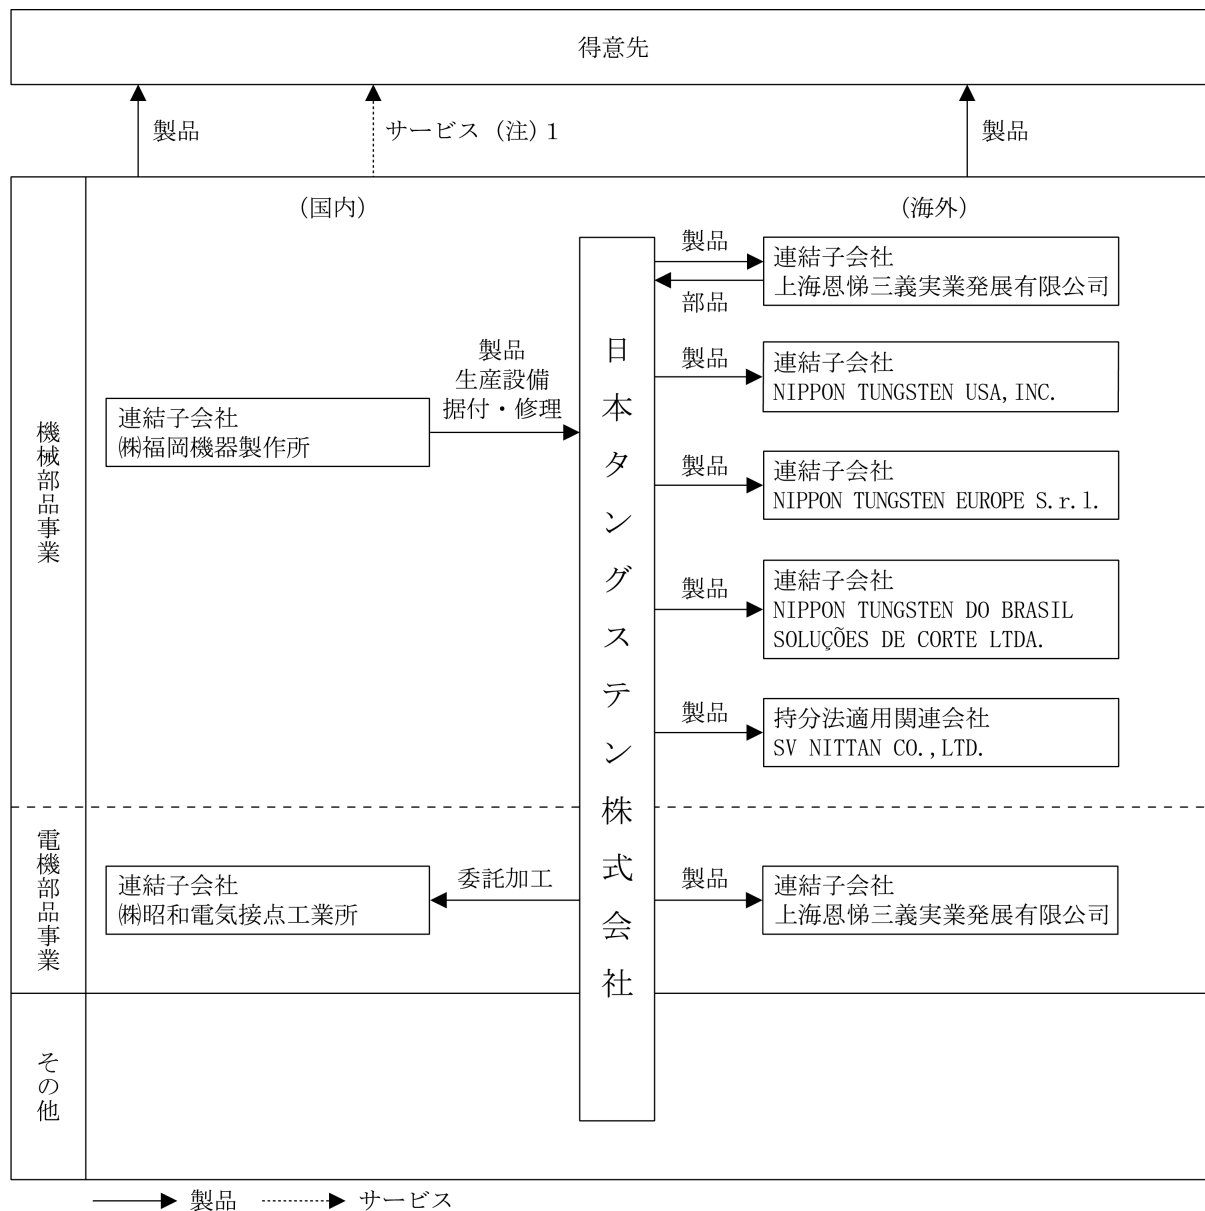 得意先
製品
サービス (注) 1
製品
(国内)
(海外)
機械部品事業
製品
連結子会社
上海恩悌三義実業発展有限公司
部品
日本タングステン株式会社
製品
生産設備
据付・修理
連結子会社
㈱福岡機器製作所
製品
連結子会社
NIPPON TUNGSTEN USA,INC.
製品
連結子会社
NIPPON TUNGSTEN EUROPE S.r.l.
製品
連結子会社
NIPPON TUNGSTEN DO BRASIL
SOLUÇÕES DE CORTE LTDA.
製品
持分法適用関連会社
SV NITTAN CO.,LTD.
電機部品事業
連結子会社
㈱昭和電気接点工業所
委託加工
製品
連結子会社
上海恩悌三義実業発展有限公司
その他
製品
サービス